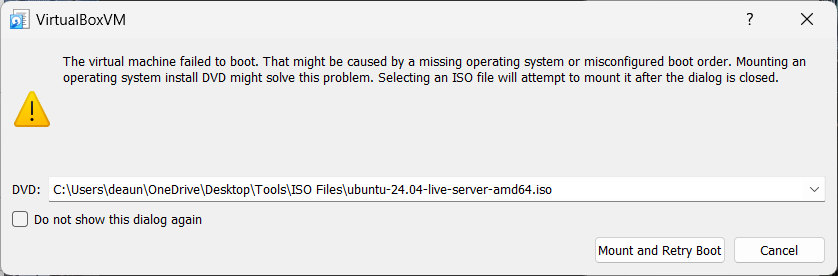 VirtualBoxVM
The virtual machine failed to boot. That might be caused by a missing operating system or misconfigured boot order. Mounting an
operating system install DVD might solve this problem. Selecting an ISO file will attempt to mount it after the dialog is closed.
DVD: C:\Users\deaun\OneDrive\Desktop\Tools\ISO Files\ubuntu-24.04-live-server-amd64.iso
Do not show this dialog again
Mount and Retry Boot Cancel